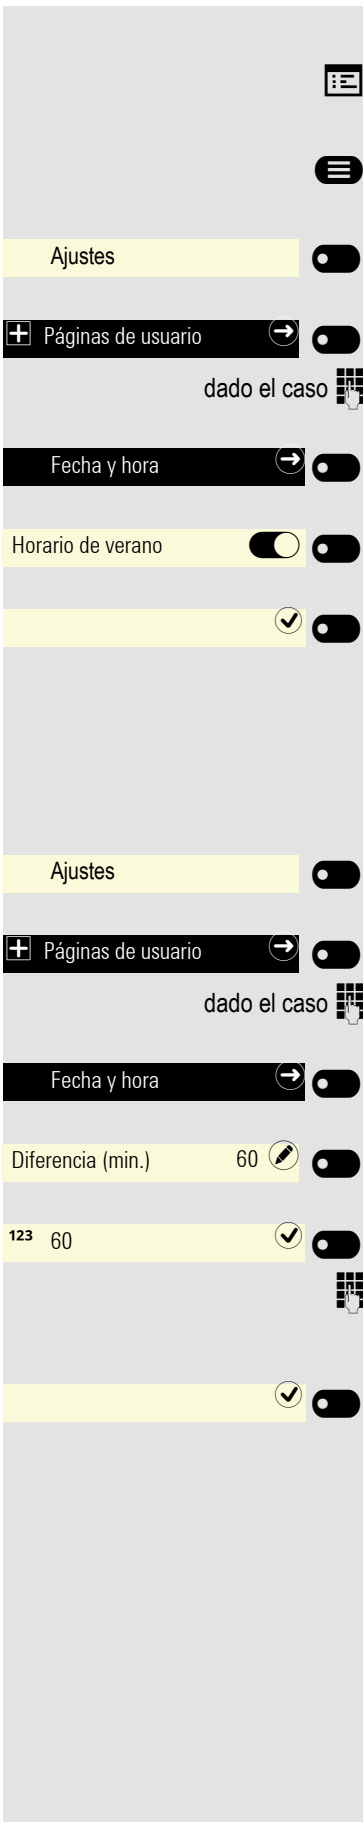 Ajustes
Páginas de usuario
dado el caso
Fecha y hora
Horario de verano
Ajustes
Páginas de usuario
dado el caso
Fecha y hora
Diferencia (min.) 60
123 60